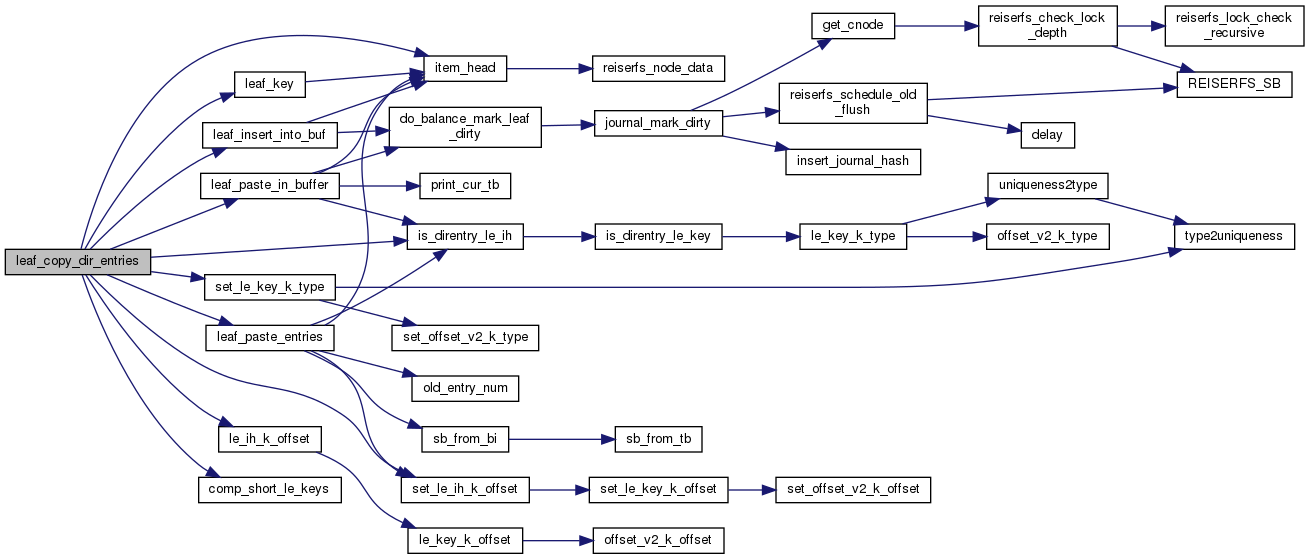 get_cnode
reiserfs_check_lock
_depth
reiserfs_lock_check
_recursive
item_head
reiserfs_node_data
leaf_key
REISERFS_SB
reiserfs_schedule_old
_flush
leaf_insert_into_buf
do_balance_mark_leaf
_dirty
journal_mark_dirty
delay
insert_journal_hash
leaf_paste_in_buffer
print_cur_tb
uniqueness2type
is_direntry_le_ih
is_direntry_le_key
le_key_k_type
offset_v2_k_type
type2uniqueness
leaf_copy_dir_entries
set_le_key_k_type
leaf_paste_entries
set_offset_v2_k_type
old_entry_num
le_ih_k_offset
sb_from_bi
sb_from_tb
comp_short_le_keys
set_le_ih_k_offset
set_le_key_k_offset
set_offset_v2_k_offset
le_key_k_offset
offset_v2_k_offset